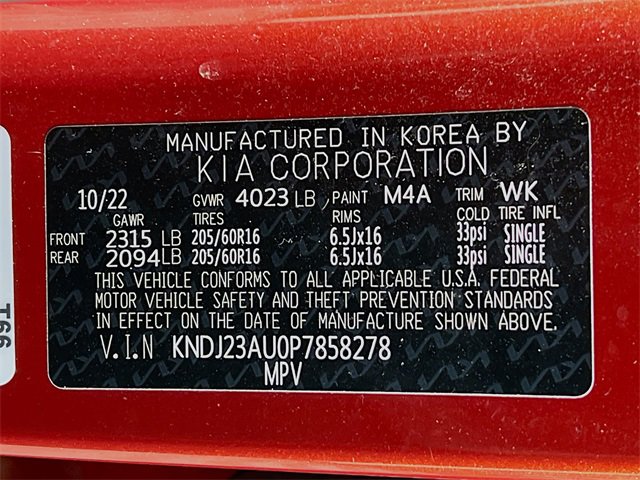 MANUFACTURED IN KOREA BY
KIA CORPORATION
10/22 GVWR 4023 LB PAINT M4A TRIM WK
GAWR TIRES RIMS COLD TIRE INFL
FRONT 2315 LB 205/60R16 6.5Jx16 33psi SINGLE
REAR 2094 LB 205/60R16 6.5Jx16 33psi SINGLE
THIS VEHICLE CONFORMS TO ALL APPLICABLE U.S.A. FEDERAL
MOTOR VEHICLE SAFETY AND THEFT PREVENTION STANDARDS
IN EFFECT ON THE DATE OF MANUFACTURE SHOWN ABOVE.
V.I.N KNDJ23AU0P7858278
MPV